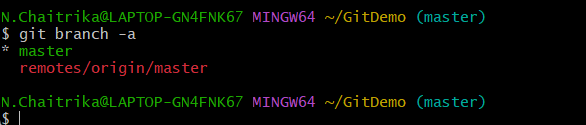 N.Chaitrika@LAPTOP-GN4FNK67 MINGW64 ~/GitDemo (master)
$ git branch -a
* master
  remotes/origin/master
N.Chaitrika@LAPTOP-GN4FNK67 MINGW64 ~/GitDemo (master)
$